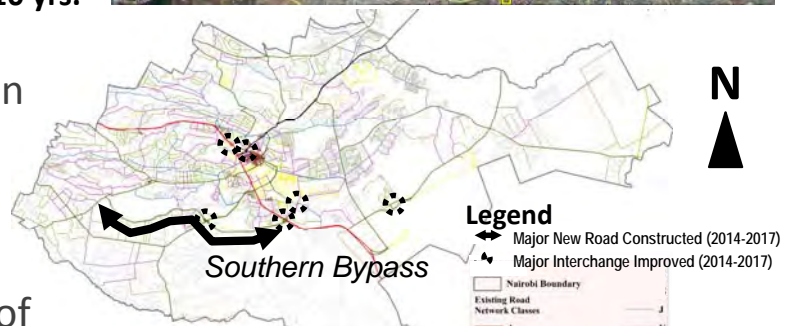 10 yrs.
n
N
Legend
Major New Road Constructed (2014-2017)
Major Interchange Improved (2014-2017)
Southern Bypass
Nairobi Boundary
Existing Road
Network Classes
J
of